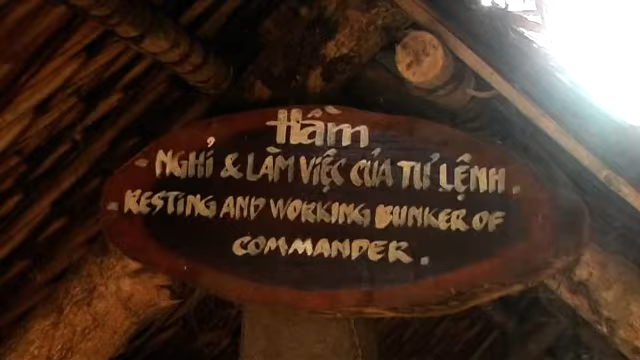 Hầm
- NGHỈ & LÀM VIỆC CỦA TƯ LỆNH.
- RESTING AND WORKING BUNKER OF
COMMANDER.